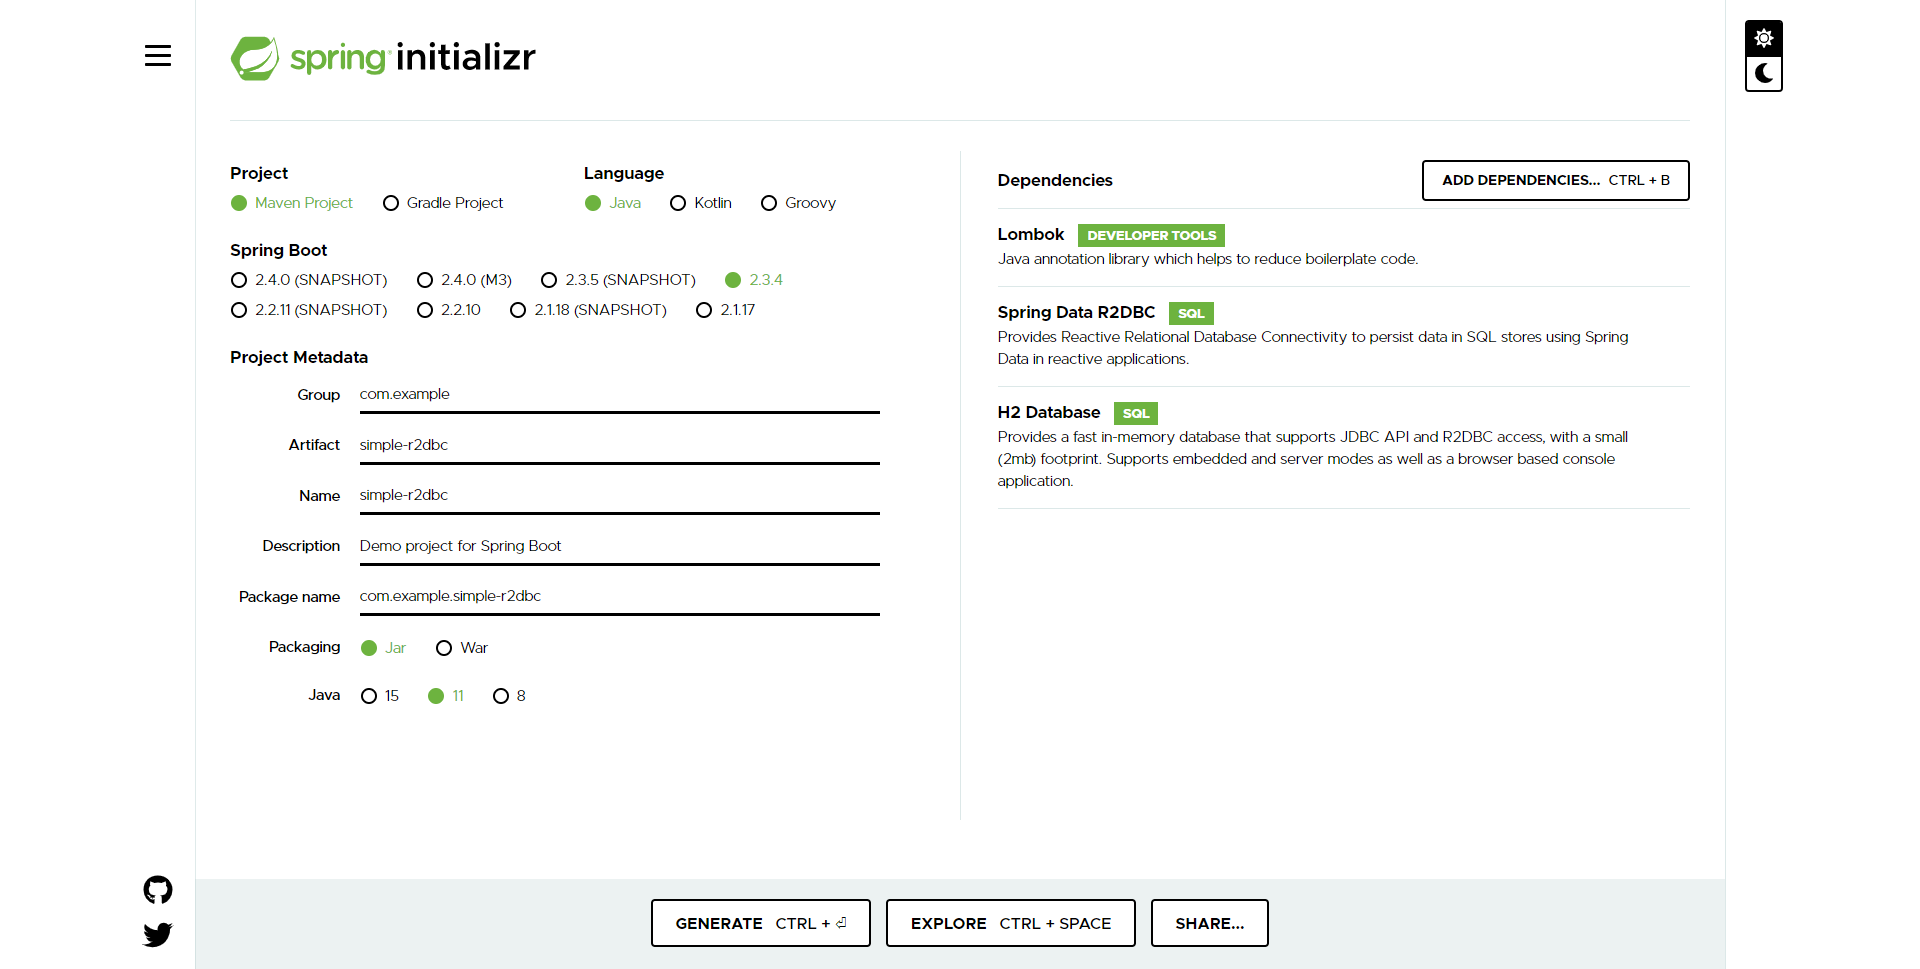 spring initializr
Project
Maven Project Gradle Project
Language
Java Kotlin Groovy
Spring Boot
2.4.0 (SNAPSHOT) 2.4.0 (M3) 2.3.5 (SNAPSHOT) 2.3.4
2.2.11 (SNAPSHOT) 2.2.10 2.1.18 (SNAPSHOT) 2.1.17
Project Metadata
Group com.example
Artifact simple-r2dbc
Name simple-r2dbc
Description Demo project for Spring Boot
Package name com.example.simple-r2dbc
Packaging Jar War
Java 15 11 8
Dependencies
ADD DEPENDENCIES... CTRL + B
Lombok DEVELOPER TOOLS
Java annotation library which helps to reduce boilerplate code.
Spring Data R2DBC SQL
Provides Reactive Relational Database Connectivity to persist data in SQL stores using Spring
Data in reactive applications.
H2 Database SQL
Provides a fast in-memory database that supports JDBC API and R2DBC access, with a small
(2mb) footprint. Supports embedded and server modes as well as a browser based console
application.
GENERATE CTRL + ⏎
EXPLORE CTRL + SPACE
SHARE...